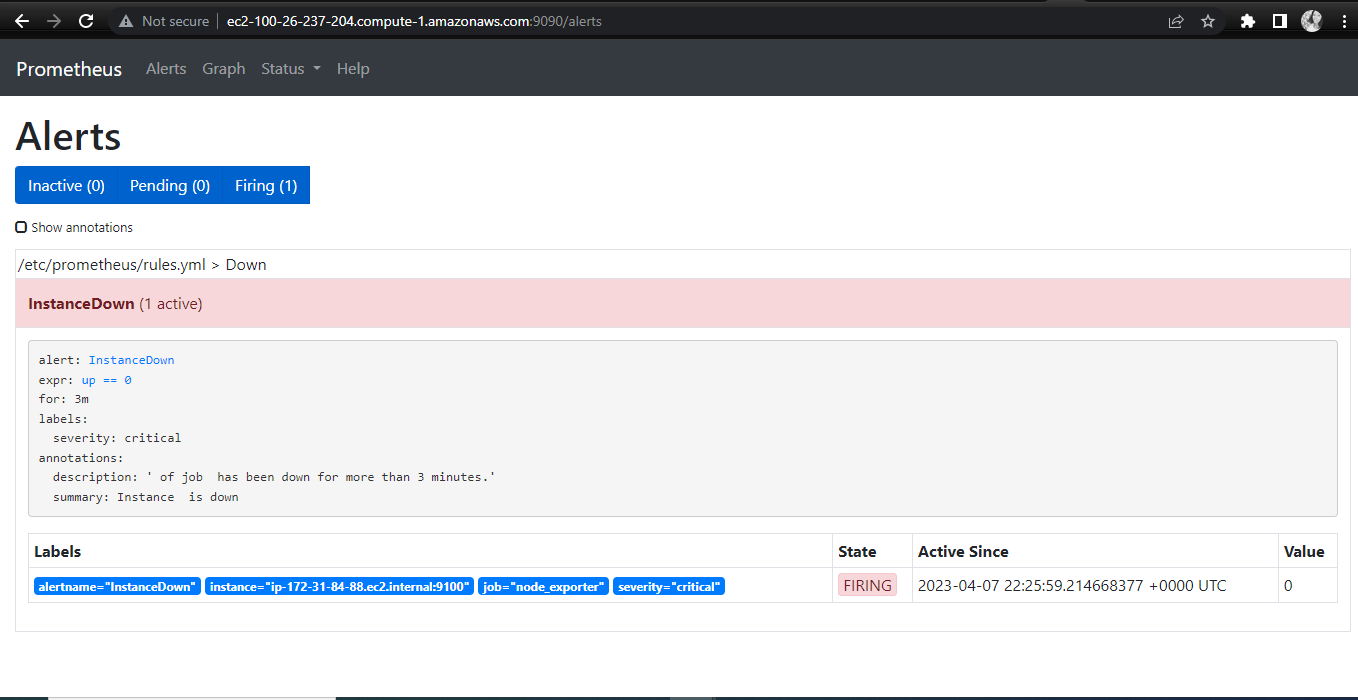 Not secure ec2-100-26-237-204.compute-1.amazonaws.com:9090/alerts
Prometheus Alerts Graph Status Help
Alerts
Inactive (0) Pending (0) Firing (1)
Show annotations
/etc/prometheus/rules.yml > Down
InstanceDown (1 active)
alert: InstanceDown
expr: up == 0
for: 3m
labels:
  severity: critical
annotations:
  description: ' of job  has been down for more than 3 minutes.'
  summary: Instance  is down
Labels State Active Since Value
alertname="InstanceDown" instance="ip-172-31-84-88.ec2.internal:9100" job="node_exporter" severity="critical" FIRING 2023-04-07 22:25:59.214668377 +0000 UTC 0